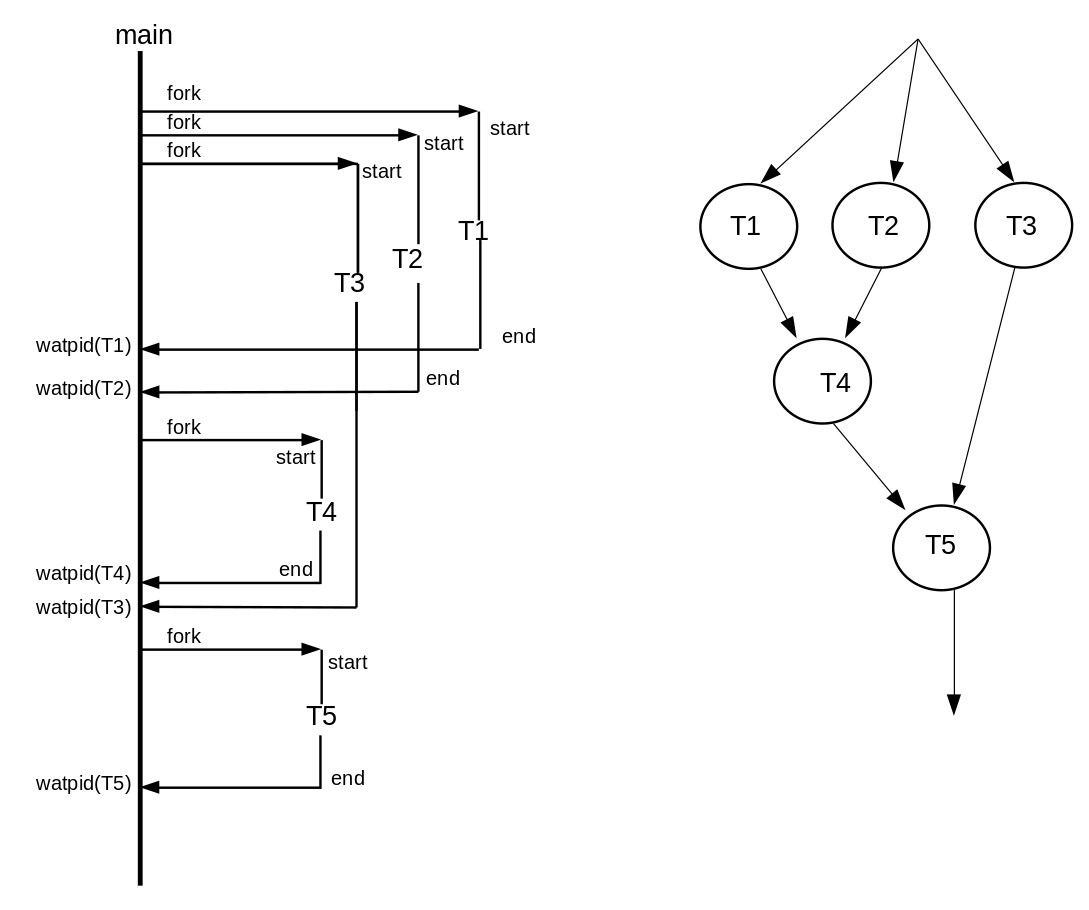 main
fork
fork
start
start
fork
start
T1
T2
T3
end
watpid(T1)
end
watpid(T2)
fork
start
T4
end
watpid(T4)
watpid(T3)
fork
start
T5
end
watpid(T5)
T1
T2
T3
T4
T5